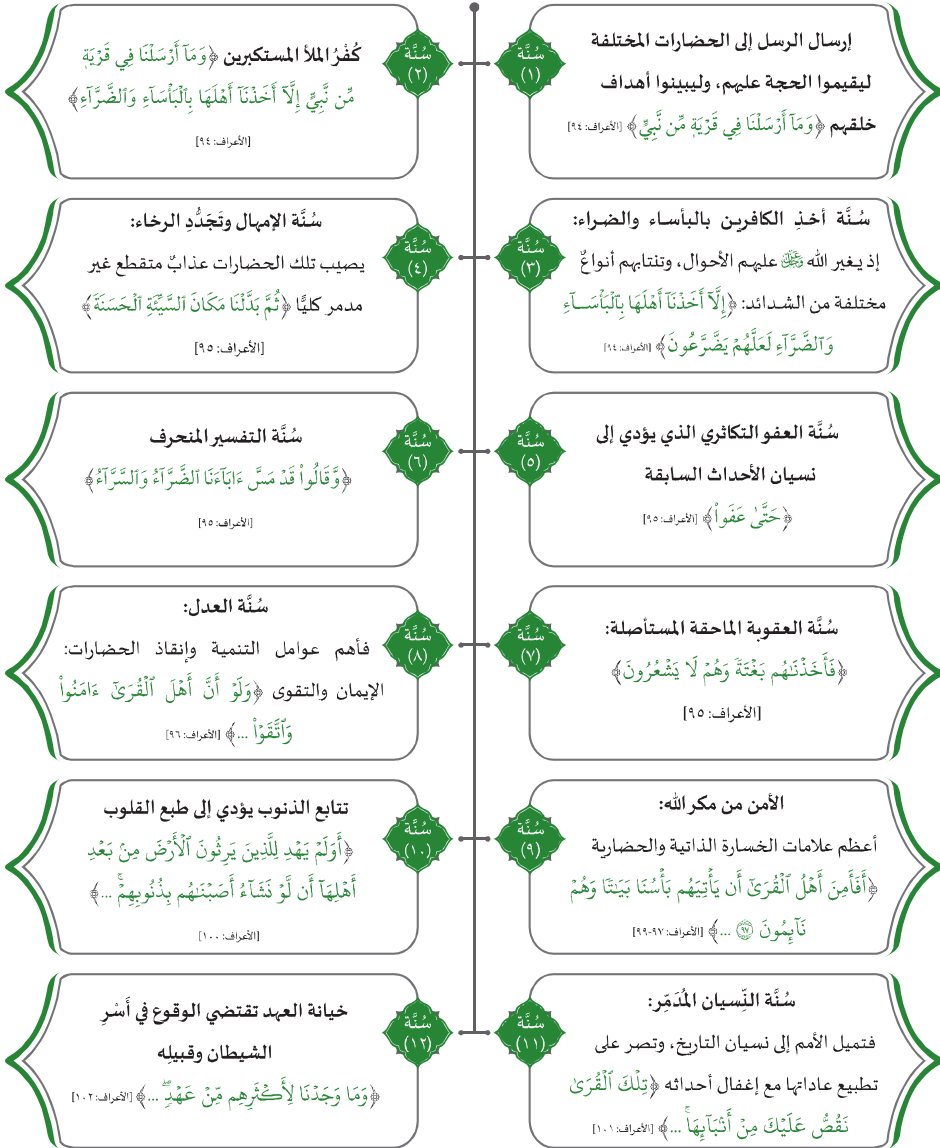 سُنَّة
(١)
إرسال الرسل إلى الحضارات المختلفة
ليقيموا الحجة عليهم، وليبينوا أهداف
خلقهم ﴿وَمَآ أَرۡسَلۡنَا فِي قَرۡيَةٖ مِّن نَّبِيٍّ﴾ [الأعراف: ٩٤]
سُنَّة
(٢)
كُفْرُ الملأ المستكبرين ﴿وَمَآ أَرۡسَلۡنَا فِي قَرۡيَةٖ
مِّن نَّبِيٍّ إِلَّآ أَخَذۡنَآ أَهۡلَهَا بِٱلۡبَأۡسَآءِ وَٱلضَّرَّآءِ﴾
[الأعراف: ٩٤]
سُنَّة
(٣)
سُنَّة أخذِ الكافرين بالبأساء والضراء:
إذ يغير الله ﷻ عليهم الأحوال، وتنتابهم أنواعٌ
مختلفة من الشدائد: ﴿إِلَّآ أَخَذۡنَآ أَهۡلَهَا بِٱلۡبَأۡسَآءِ
وَٱلضَّرَّآءِ لَعَلَّهُمۡ يَضَّرَّعُونَ﴾ [الأعراف: ٩٤]
سُنَّة
(٤)
سُنَّة الإمهال وتَجَدُّدِ الرخاء:
يصيب تلك الحضارات عذابٌ متقطع غير
مدمر كليًّا ﴿ثُمَّ بَدَّلۡنَا مَكَانَ ٱلسَّيِّئَةِ ٱلۡحَسَنَةَ﴾
[الأعراف: ٩٥]
سُنَّة
(٥)
سُنَّة العفو التكاثري الذي يؤدي إلى
نسيان الأحداث السابقة
﴿حَتَّىٰ عَفَواْ﴾ [الأعراف: ٩٥]
سُنَّة
(٦)
سُنَّة التفسير المنحرف
﴿وَّقَالُواْ قَدۡ مَسَّ ءَابَآءَنَا ٱلضَّرَّآءُ وَٱلسَّرَّآءُ﴾
[الأعراف: ٩٥]
سُنَّة
(٧)
سُنَّة العقوبة الماحقة المستأصلة:
﴿فَأَخَذۡنَٰهُم بَغۡتَةٗ وَهُمۡ لَا يَشۡعُرُونَ﴾
[الأعراف: ٩٥]
سُنَّة
(٨)
سُنَّة العدل:
فأهم عوامل التنمية وإنقاذ الحضارات:
الإيمان والتقوى ﴿وَلَوۡ أَنَّ أَهۡلَ ٱلۡقُرَىٰٓ ءَامَنُواْ
وَٱتَّقَوۡاْ ...﴾ [الأعراف: ٩٦]
سُنَّة
(٩)
الأمن من مكر الله:
أعظم علامات الخسارة الذاتية والحضارية
﴿أَفَأَمِنَ أَهۡلُ ٱلۡقُرَىٰٓ أَن يَأۡتِيَهُم بَأۡسُنَا بَيَٰتٗا وَهُمۡ
نَآئِمُونَ ٩٧ ...﴾ [الأعراف: ٩٧-٩٩]
سُنَّة
(١٠)
تتابع الذنوب يؤدي إلى طبع القلوب
﴿أَوَلَمۡ يَهۡدِ لِلَّذِينَ يَرِثُونَ ٱلۡأَرۡضَ مِنۢ بَعۡدِ
أَهۡلِهَآ أَن لَّوۡ نَشَآءُ أَصَبۡنَٰهُم بِذُنُوبِهِمۡۚ ...﴾
[الأعراف: ١٠٠]
سُنَّة
(١١)
سُنَّة النِّسيان المُدَمِّر:
فتميل الأمم إلى نسيان التاريخ، وتصر على
تطبيع عاداتها مع إغفال أحداثه ﴿تِلۡكَ ٱلۡقُرَىٰ
نَقُصُّ عَلَيۡكَ مِنۡ أَنۢبَآئِهَاۚ ...﴾ [الأعراف: ١٠١]
سُنَّة
(١٢)
خيانة العهد تقتضي الوقوع في أَسْرِ
الشيطان وقبيلِه
﴿وَمَا وَجَدۡنَا لِأَكۡثَرِهِم مِّنۡ عَهۡدٖۖ ...﴾ [الأعراف: ١٠٢]